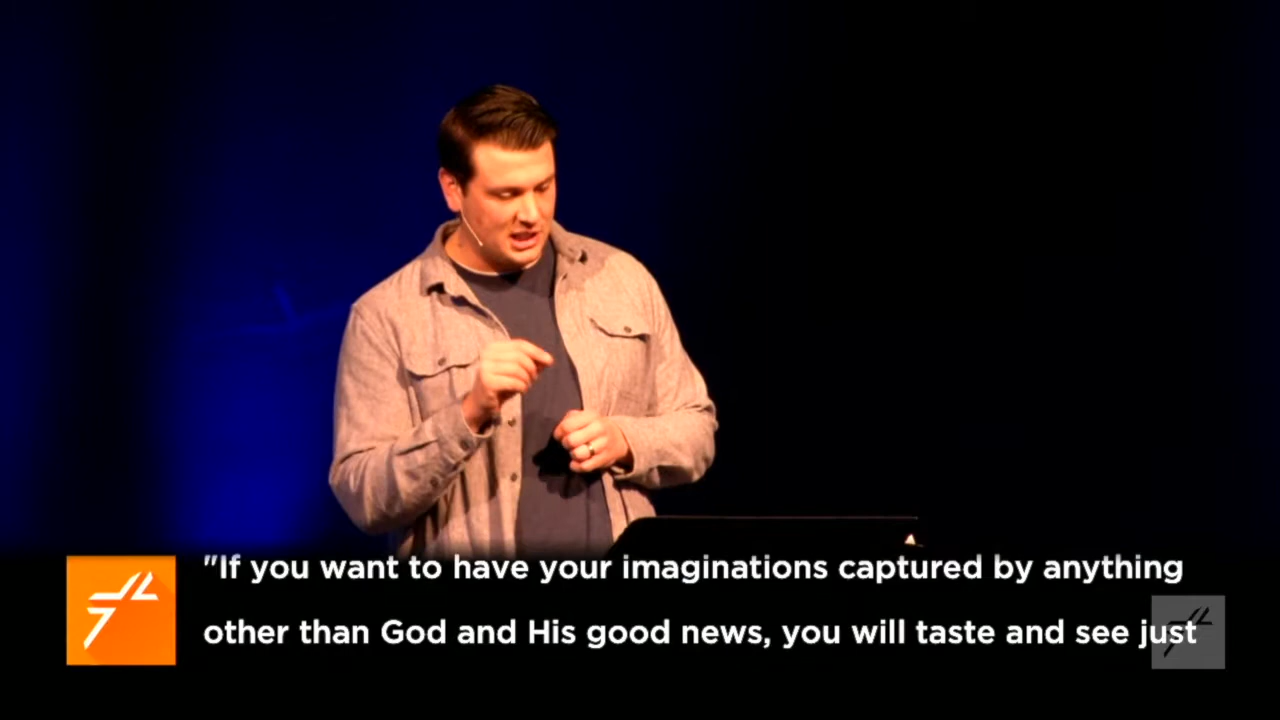 "If you want to have your imaginations captured by anything
other than God and His good news, you will taste and see just